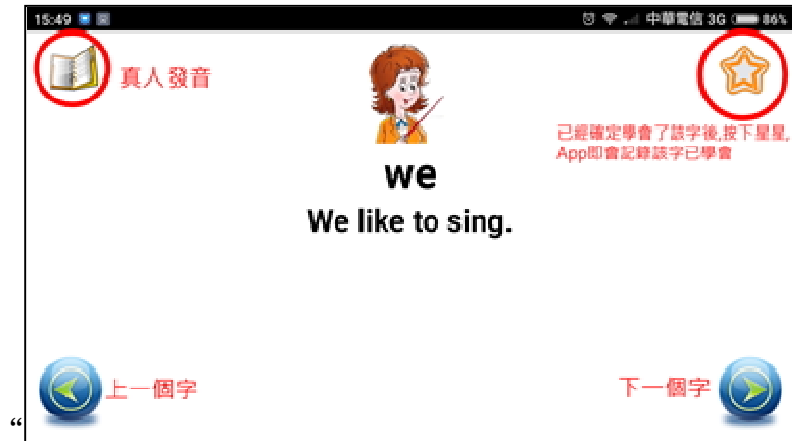 15:49 中華電信 3G 86%
真人發音
已經確定學會了該字後,按下星星,
App即會記錄該字已學會
we
We like to sing.
上一個字
下一個字
“